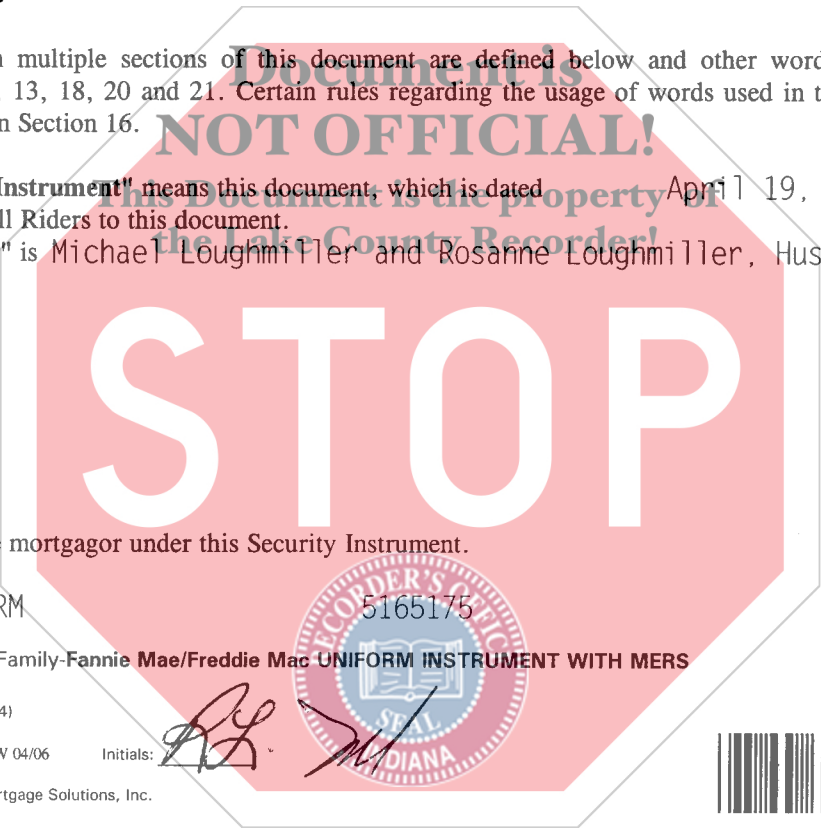 multiple sections of this document are defined below and other word
Document is
13, 18, 20 and 21. Certain rules regarding the usage of words used in t
n Section 16.
NOT OFFICIAL!
Instrument" means this document, which is dated April 19,
This Document is the property of
ll Riders to this document.
the Lake County Recorder!
" is Michael Loughmiller and Rosanne Loughmiller, Hus
STOP
mortgagor under this Security Instrument.
RM 5165175
RECORDER'S OFFICE
Family-Fannie Mae/Freddie Mac UNIFORM INSTRUMENT WITH MERS
4)
SEAL
W 04/06 Initials: RL
INDIANA
rtgage Solutions, Inc.